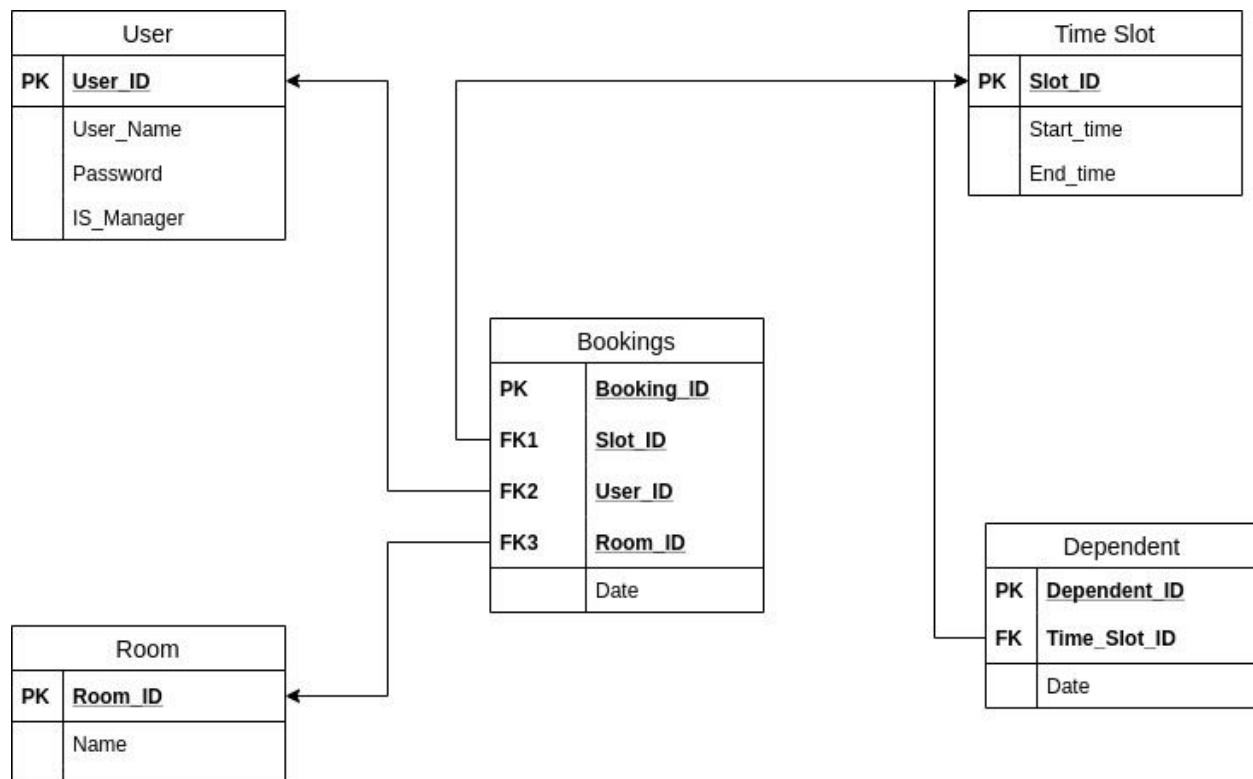 User
PK User_ID
User_Name
Password
IS_Manager
Time Slot
PK Slot_ID
Start_time
End_time
Bookings
PK Booking_ID
FK1 Slot_ID
FK2 User_ID
FK3 Room_ID
Date
Room
PK Room_ID
Name
Dependent
PK Dependent_ID
FK Time_Slot_ID
Date